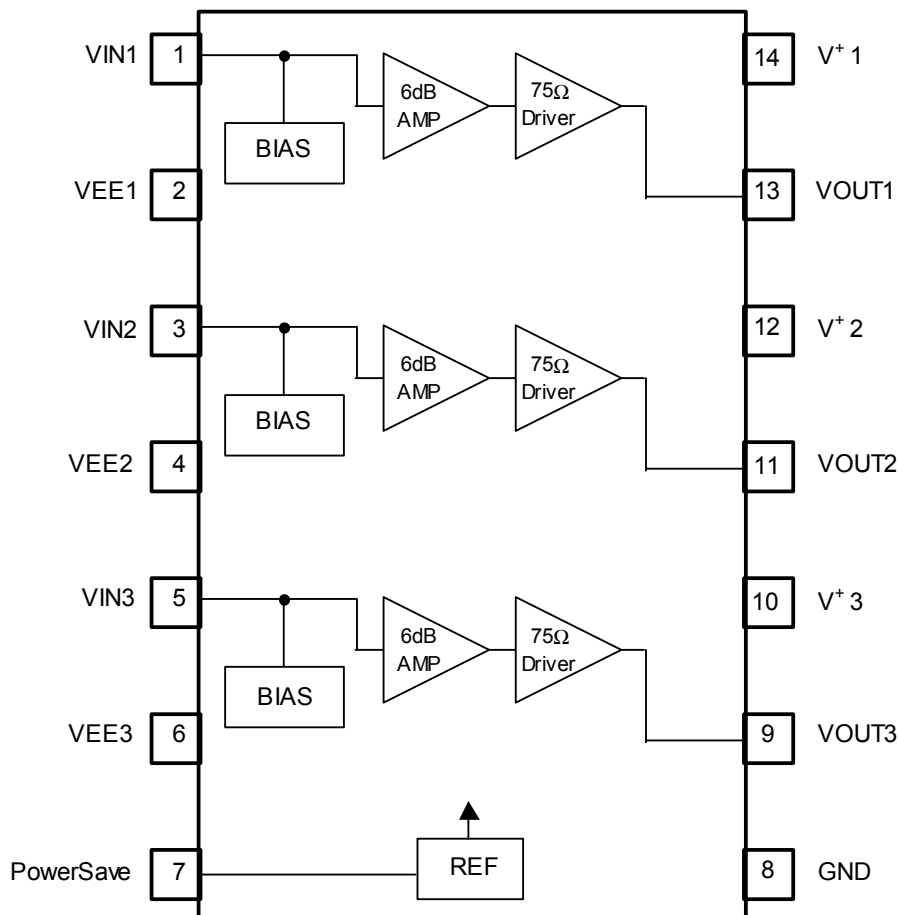 VIN1 1
14 V+ 1
6dB
AMP
75Ω
Driver
BIAS
VEE1 2
13 VOUT1
VIN2 3
12 V+ 2
6dB
AMP
75Ω
Driver
BIAS
VEE2 4
11 VOUT2
VIN3 5
10 V+ 3
6dB
AMP
75Ω
Driver
BIAS
VEE3 6
9 VOUT3
PowerSave 7
REF
8 GND